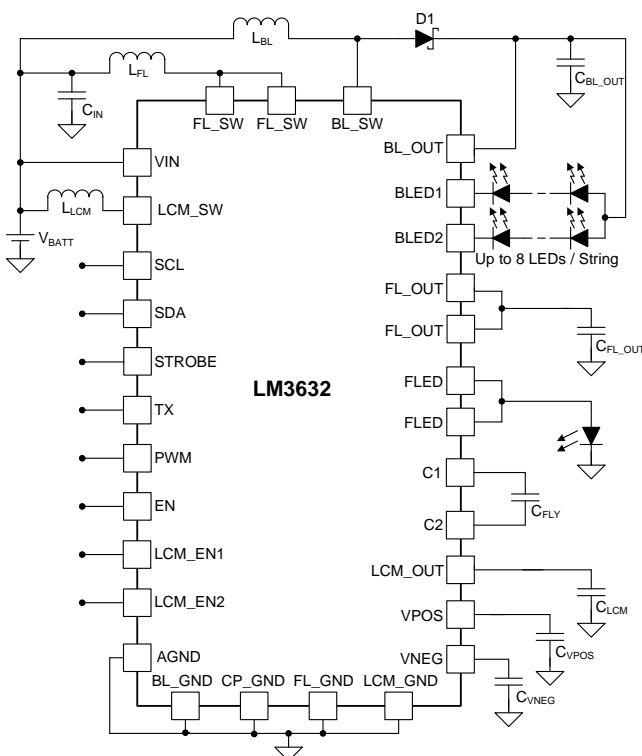 D1
L_BL
L_FL
C_BL_OUT
C_IN
FL_SW
FL_SW
BL_SW
BL_OUT
VIN
BLED1
L_LCM
LCM_SW
BLED2
V_BATT
Up to 8 LEDs / String
SCL
FL_OUT
SDA
FL_OUT
C_FL_OUT
STROBE
LM3632
FLED
TX
FLED
PWM
C1
EN
C2
C_FLY
LCM_EN1
LCM_OUT
LCM_EN2
C_LCM
VPOS
C_VPOS
AGND
VNEG
C_VNEG
BL_GND
CP_GND
FL_GND
LCM_GND